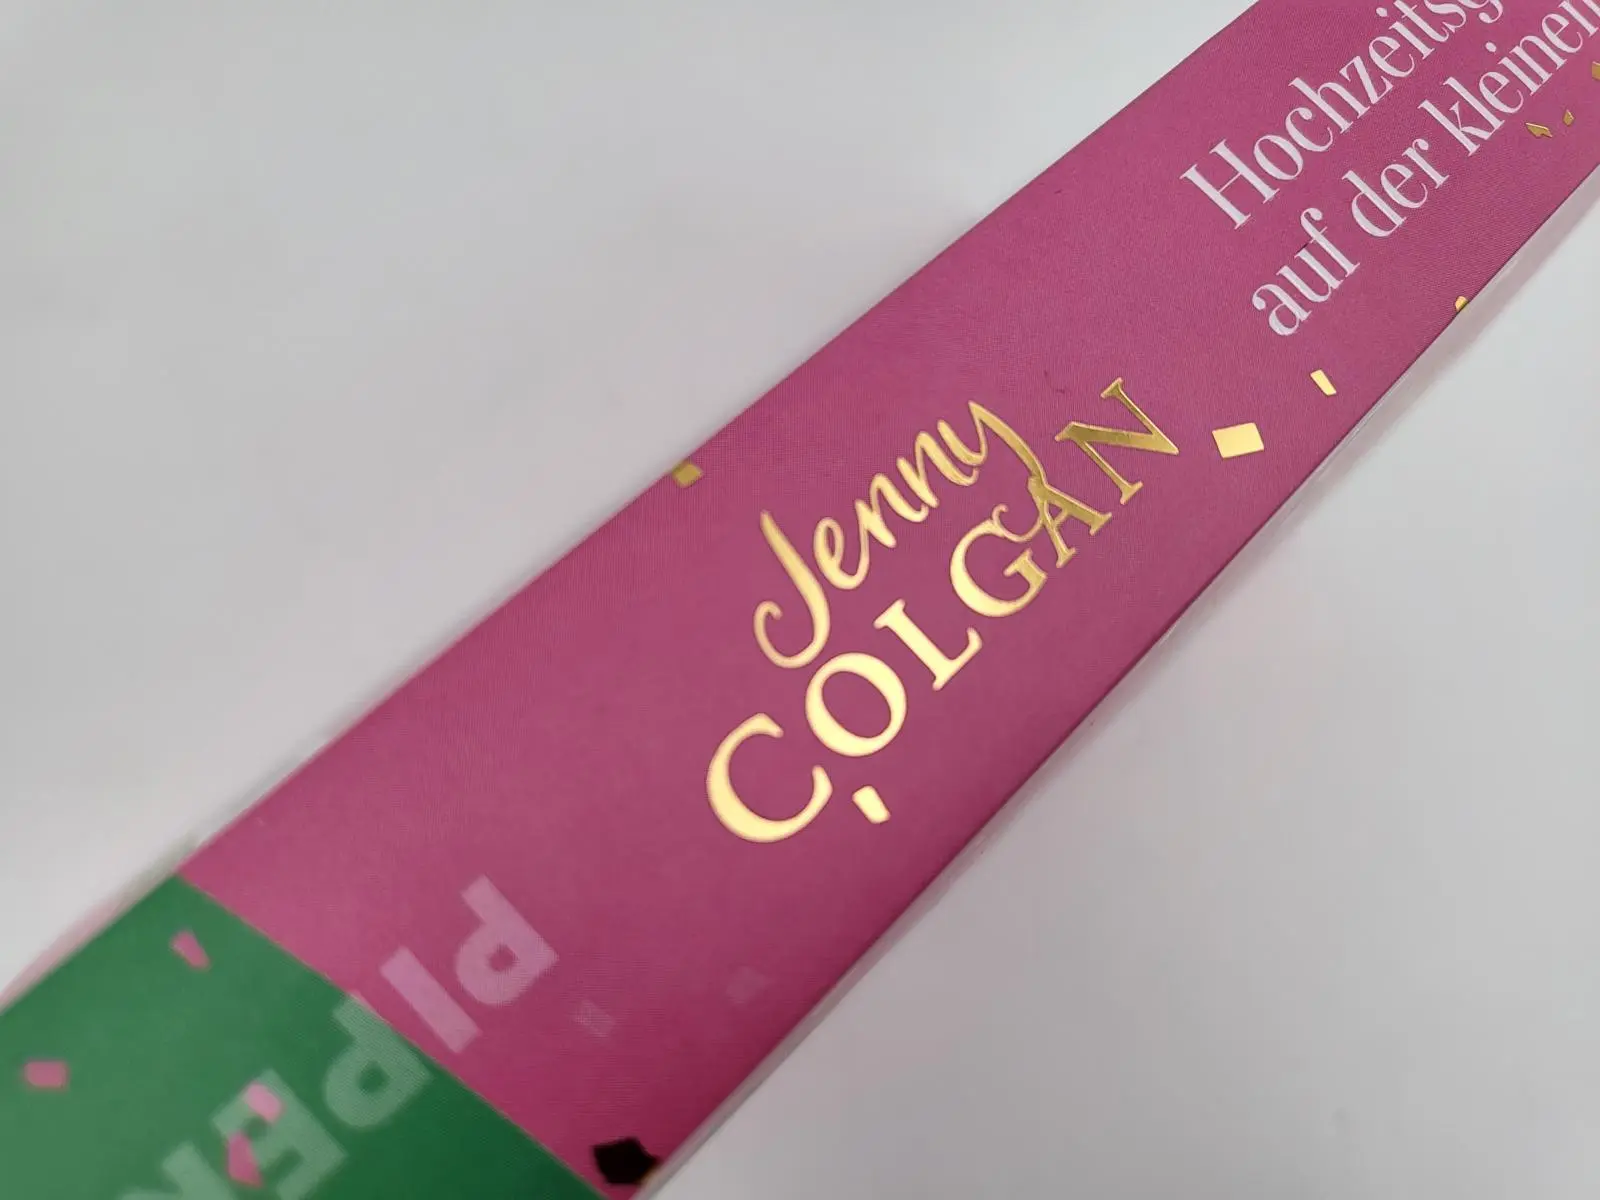 Jenny
COLGAN
Hochzeitsg
auf der kleinen
PIPER